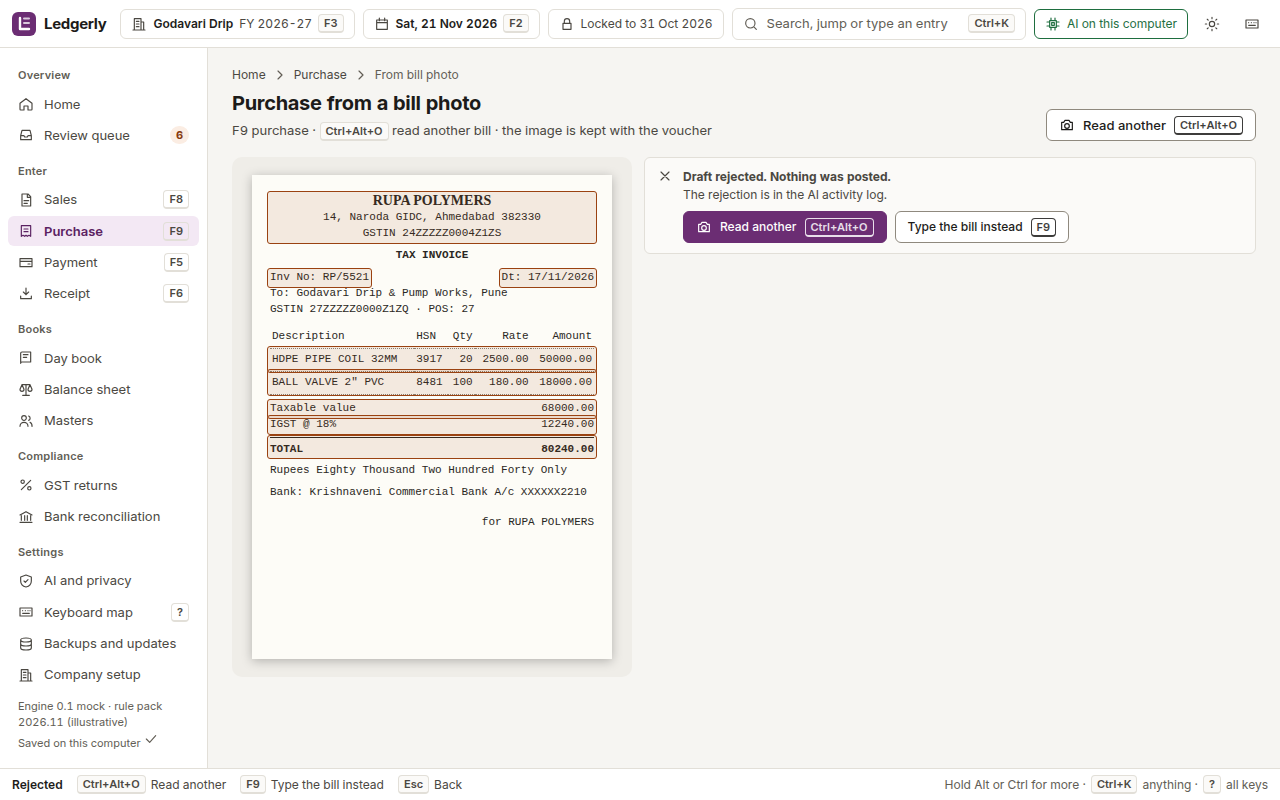 Ledgerly
Godavari Drip FY 2026-27 F3
Sat, 21 Nov 2026 F2
Locked to 31 Oct 2026
Search, jump or type an entry Ctrl+K
AI on this computer
Overview
Home
Review queue 6
Enter
Sales F8
Purchase F9
Payment F5
Receipt F6
Books
Day book
Balance sheet
Masters
Compliance
GST returns
Bank reconciliation
Settings
AI and privacy
Keyboard map ?
Backups and updates
Company setup
Engine 0.1 mock · rule pack
2026.11 (illustrative)
Saved on this computer
Home > Purchase > From bill photo
Purchase from a bill photo
F9 purchase · Ctrl+Alt+O read another bill · the image is kept with the voucher
Read another Ctrl+Alt+O
RUPA POLYMERS
14, Naroda GIDC, Ahmedabad 382330
GSTIN 24ZZZZZ0004Z1ZS
TAX INVOICE
Inv No: RP/5521 Dt: 17/11/2026
To: Godavari Drip & Pump Works, Pune
GSTIN 27ZZZZZ0000Z1ZQ · POS: 27
Description HSN Qty Rate Amount
HDPE PIPE COIL 32MM 3917 20 2500.00 50000.00
BALL VALVE 2" PVC 8481 100 180.00 18000.00
Taxable value 68000.00
IGST @ 18% 12240.00
TOTAL 80240.00
Rupees Eighty Thousand Two Hundred Forty Only
Bank: Krishnaveni Commercial Bank A/c XXXXXX2210
for RUPA POLYMERS
Draft rejected. Nothing was posted.
The rejection is in the AI activity log.
Read another Ctrl+Alt+O
Type the bill instead F9
Rejected Ctrl+Alt+O Read another F9 Type the bill instead Esc Back
Hold Alt or Ctrl for more · Ctrl+K anything · ? all keys